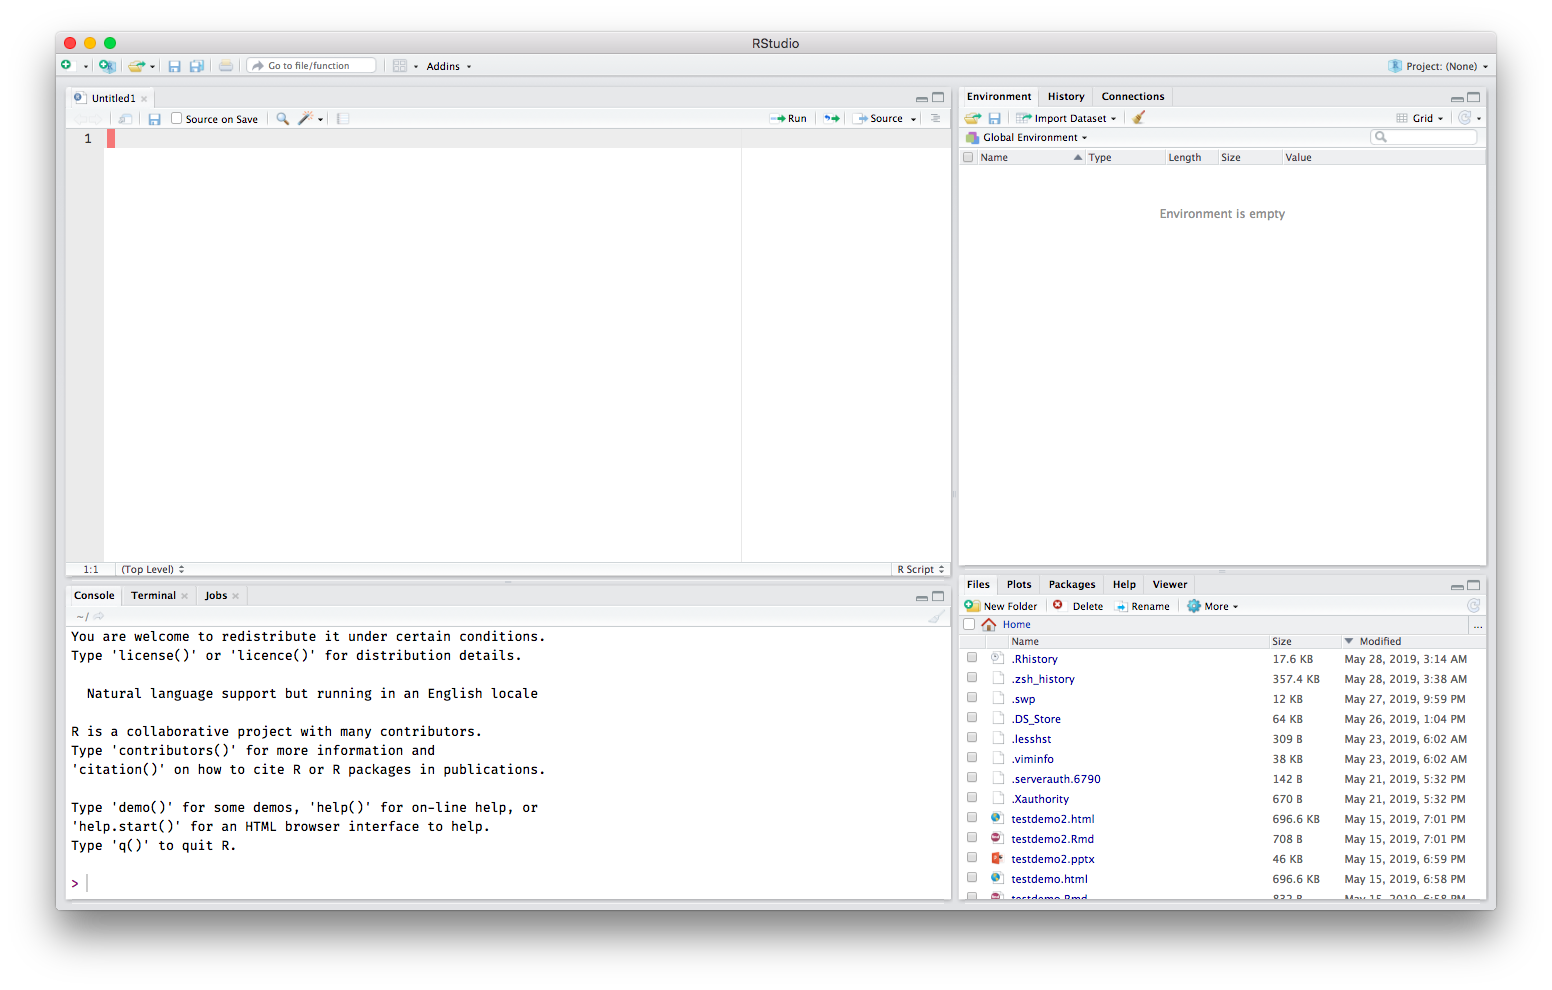 RStudio
Go to file/function
Addins
Project: (None)
Untitled1
Source on Save
Run
Source
1
1:1
(Top Level)
R Script
Console
Terminal
Jobs
~/
You are welcome to redistribute it under certain conditions.
Type 'license()' or 'licence()' for distribution details.
Natural language support but running in an English locale
R is a collaborative project with many contributors.
Type 'contributors()' for more information and
'citation()' on how to cite R or R packages in publications.
Type 'demo()' for some demos, 'help()' for on-line help, or
'help.start()' for an HTML browser interface to help.
Type 'q()' to quit R.
>
Environment History Connections
Import Dataset
Grid
Global Environment
Name Type Length Size Value
Environment is empty
Files Plots Packages Help Viewer
New Folder Delete Rename More
Home ...
Name Size Modified
.Rhistory 17.6 KB May 28, 2019, 3:14 AM
.zsh_history 357.4 KB May 28, 2019, 3:38 AM
.swp 12 KB May 27, 2019, 9:59 PM
.DS_Store 64 KB May 26, 2019, 1:04 PM
.lesshst 309 B May 23, 2019, 6:02 AM
.viminfo 38 KB May 23, 2019, 6:02 AM
.serverauth.6790 142 B May 21, 2019, 5:32 PM
.Xauthority 670 B May 21, 2019, 5:32 PM
testdemo2.html 696.6 KB May 15, 2019, 7:01 PM
testdemo2.Rmd 708 B May 15, 2019, 7:01 PM
testdemo2.pptx 46 KB May 15, 2019, 6:59 PM
testdemo.html 696.6 KB May 15, 2019, 6:58 PM
testdemo.Rmd 832 B May 15, 2019, 6:58 PM